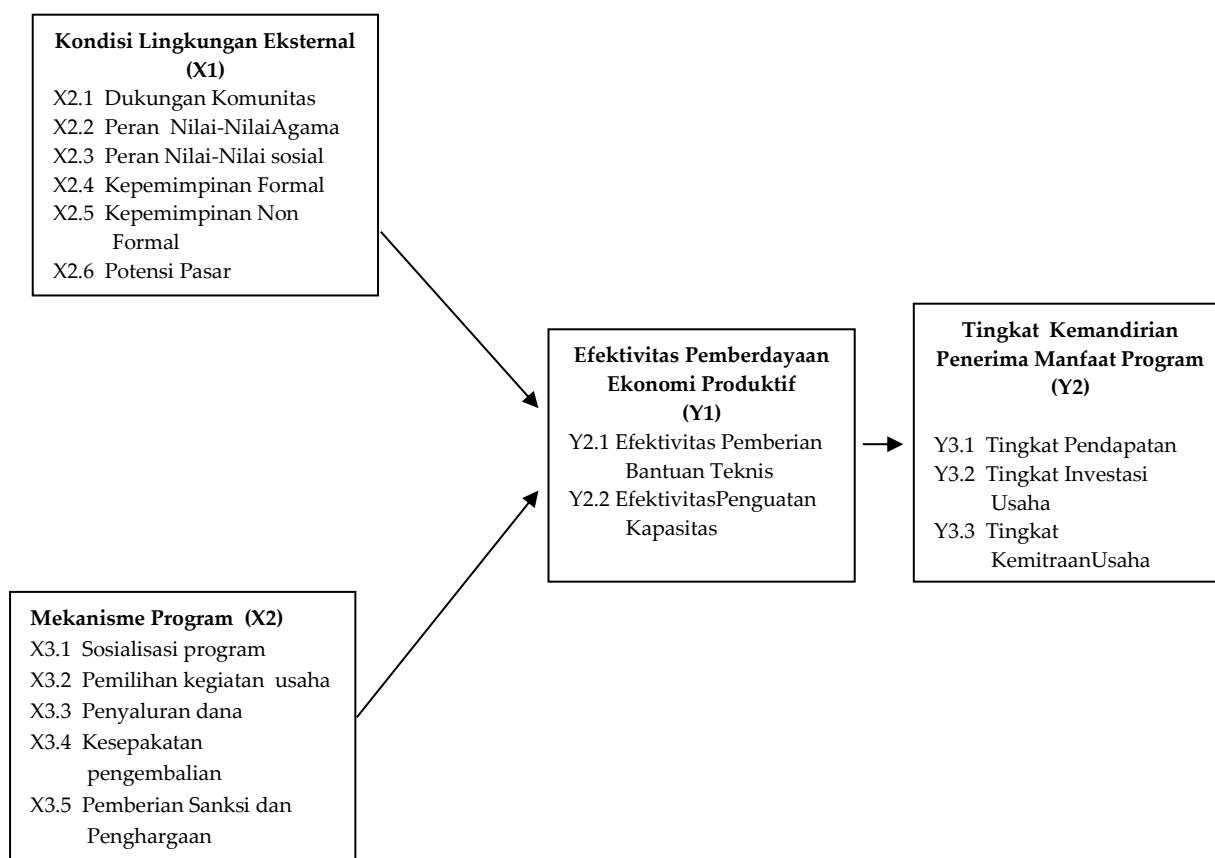 Kondisi Lingkungan Eksternal
(X1)
X2.1 Dukungan Komunitas
X2.2 Peran Nilai-NilaiAgama
X2.3 Peran Nilai-Nilai sosial
X2.4 Kepemimpinan Formal
X2.5 Kepemimpinan Non
Formal
X2.6 Potensi Pasar
Mekanisme Program (X2)
X3.1 Sosialisasi program
X3.2 Pemilihan kegiatan usaha
X3.3 Penyaluran dana
X3.4 Kesepakatan
pengembalian
X3.5 Pemberian Sanksi dan
Penghargaan
Efektivitas Pemberdayaan
Ekonomi Produktif
(Y1)
Y2.1 Efektivitas Pemberian
Bantuan Teknis
Y2.2 EfektivitasPenguatan
Kapasitas
Tingkat Kemandirian
Penerima Manfaat Program
(Y2)
Y3.1 Tingkat Pendapatan
Y3.2 Tingkat Investasi
Usaha
Y3.3 Tingkat
KemitraanUsaha